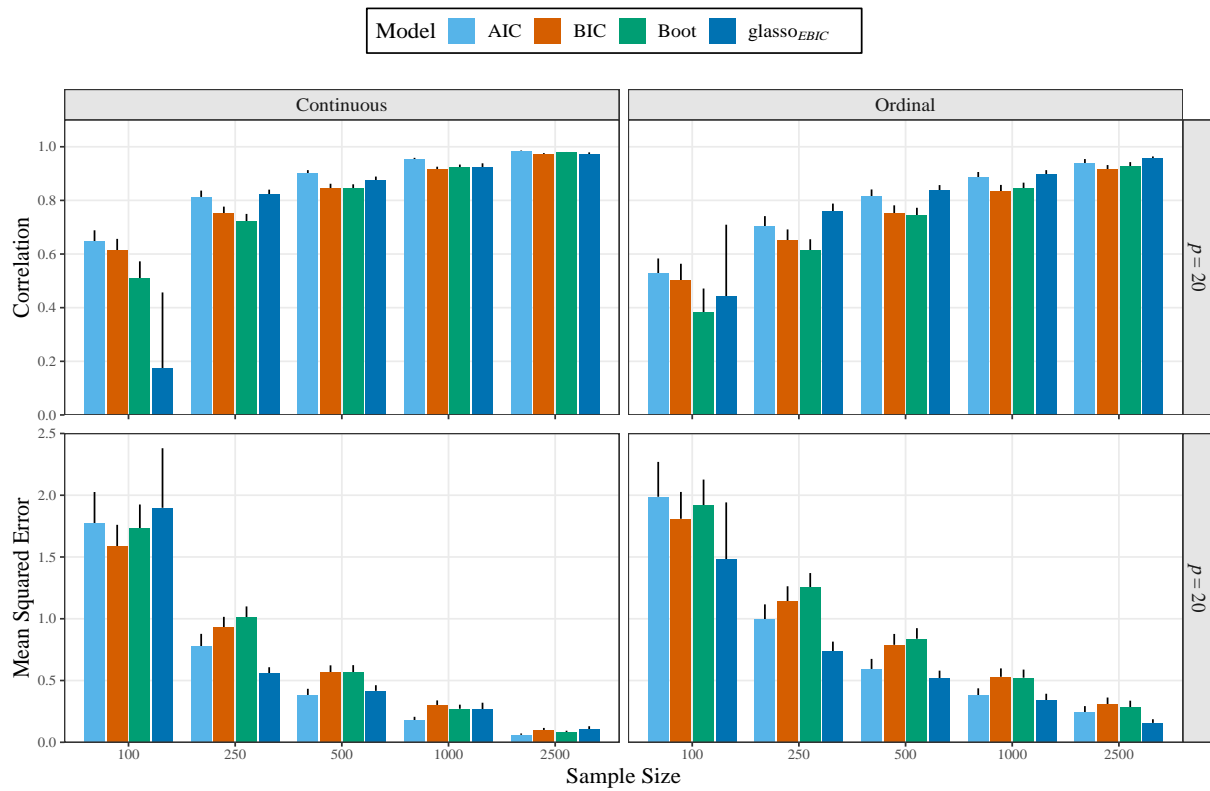 Model AIC BIC Boot glassoEBIC
Continuous Ordinal
Correlation
1.0
0.8
0.6
0.4
0.2
0.0
p = 20
Mean Squared Error
2.5
2.0
1.5
1.0
0.5
0.0
p = 20
100 250 500 1000 2500 100 250 500 1000 2500
Sample Size